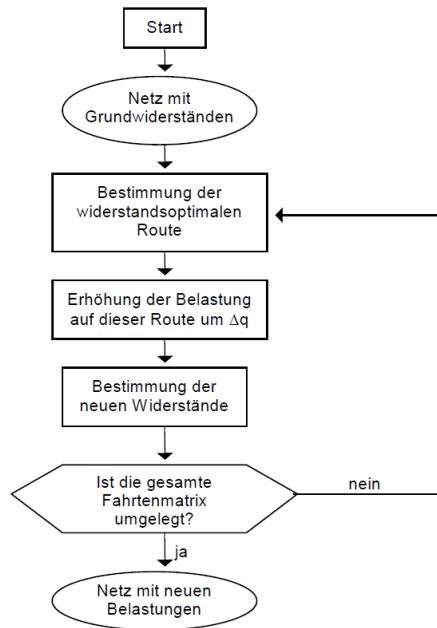 Start
Netz mit
Grundwiderständen
Bestimmung der
widerstandsoptimalen
Route
Erhöhung der Belastung
auf dieser Route um Δq
Bestimmung der
neuen Widerstände
Ist die gesamte
Fahrtenmatrix
umgelegt?
nein
ja
Netz mit neuen
Belastungen